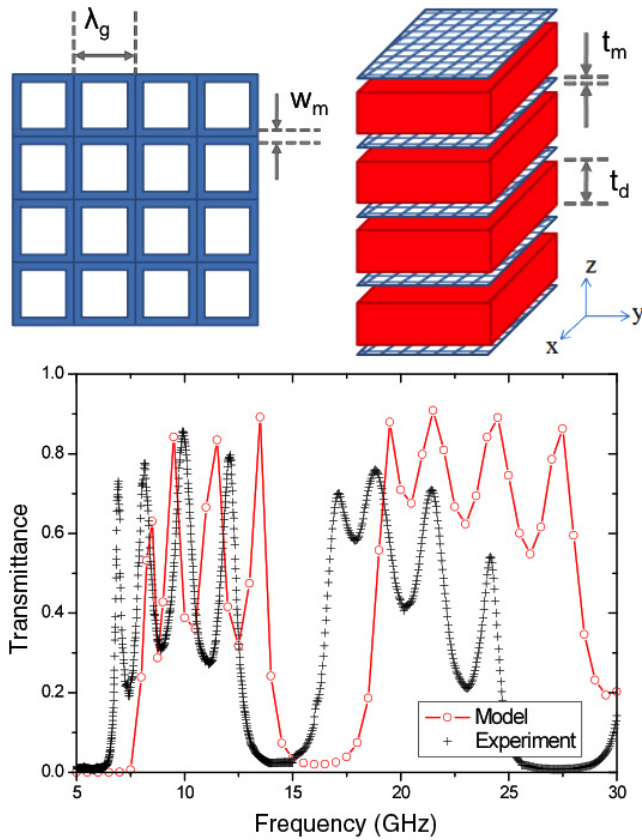 λg
wm
tm
td
z
y
x
1.0
0.8
0.6
0.4
0.2
0.0
Transmittance
5
10
15
20
25
30
Frequency (GHz)
Model
Experiment